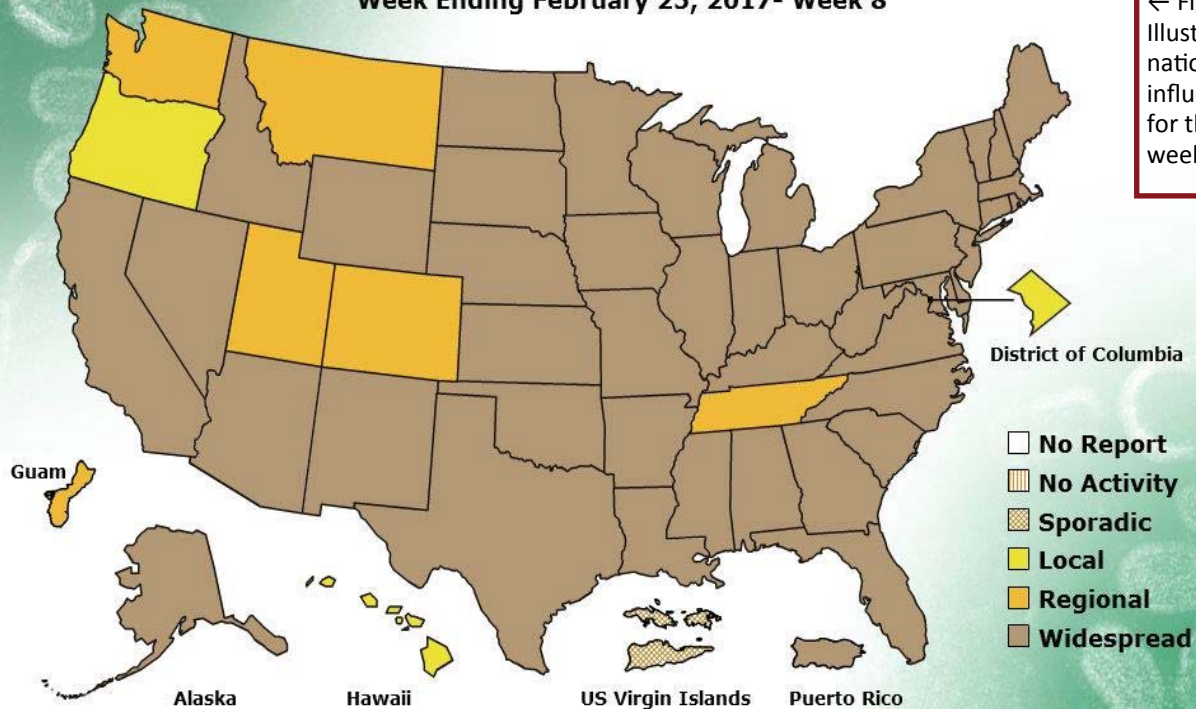 Week Ending February 25, 2017- Week 8
←
Illust
natio
influ
for th
week
District of Columbia
Guam
No Report
No Activity
Sporadic
Local
Regional
Widespread
Alaska
Hawaii
US Virgin Islands
Puerto Rico